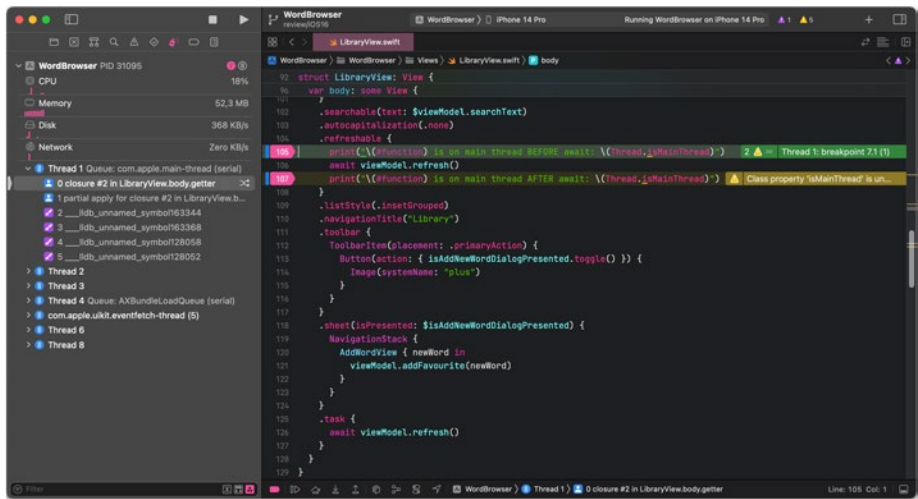 WordBrowser
review/iOS16
WordBrowser 〉 iPhone 14 Pro
Running WordBrowser on iPhone 14 Pro
1
6
LibraryView.swift
WordBrowser 〉 WordBrowser 〉 Views 〉 LibraryView.swift 〉 body
WordBrowser PID 31095
CPU 18%
Memory 52,3 MB
Disk 368 KB/s
Network Zero KB/s
Thread 1 Queue: com.apple.main-thread (serial)
0 closure #2 in LibraryView.body.getter
1 partial apply for closure #2 in LibraryView.b...
2 ___lldb_unnamed_symbol163344
3 ___lldb_unnamed_symbol163368
4 ___lldb_unnamed_symbol128058
5 ___lldb_unnamed_symbol128052
Thread 2
Thread 3
Thread 4 Queue: AXBundleLoadQueue (serial)
com.apple.uikit.eventfetch-thread (5)
Thread 6
Thread 8
Filter
92 struct LibraryView: View {
96 var body: some View {
101 }
102 .searchable(text: $viewModel.searchText)
103 .autocapitalization(.none)
104 .refreshable {
105 print("\(#function) is on main thread BEFORE await: \(Thread.isMainThread)") 2 Thread 1: breakpoint 7.1 (1)
106 await viewModel.refresh()
107 print("\(#function) is on main thread AFTER await: \(Thread.isMainThread)") Class property 'isMainThread' is un...
108 }
109 .listStyle(.insetGrouped)
110 .navigationTitle("Library")
111 .toolbar {
112 ToolbarItem(placement: .primaryAction) {
113 Button(action: { isAddNewWordDialogPresented.toggle() }) {
114 Image(systemName: "plus")
115 }
116 }
117 }
118 .sheet(isPresented: $isAddNewWordDialogPresented) {
119 NavigationStack {
120 AddWordView { newWord in
121 viewModel.addFavourite(newWord)
122 }
123 }
124 }
125 .task {
126 await viewModel.refresh()
127 }
128 }
129 }
WordBrowser 〉 Thread 1 〉 0 closure #2 in LibraryView.body.getter
Line: 105 Col: 1